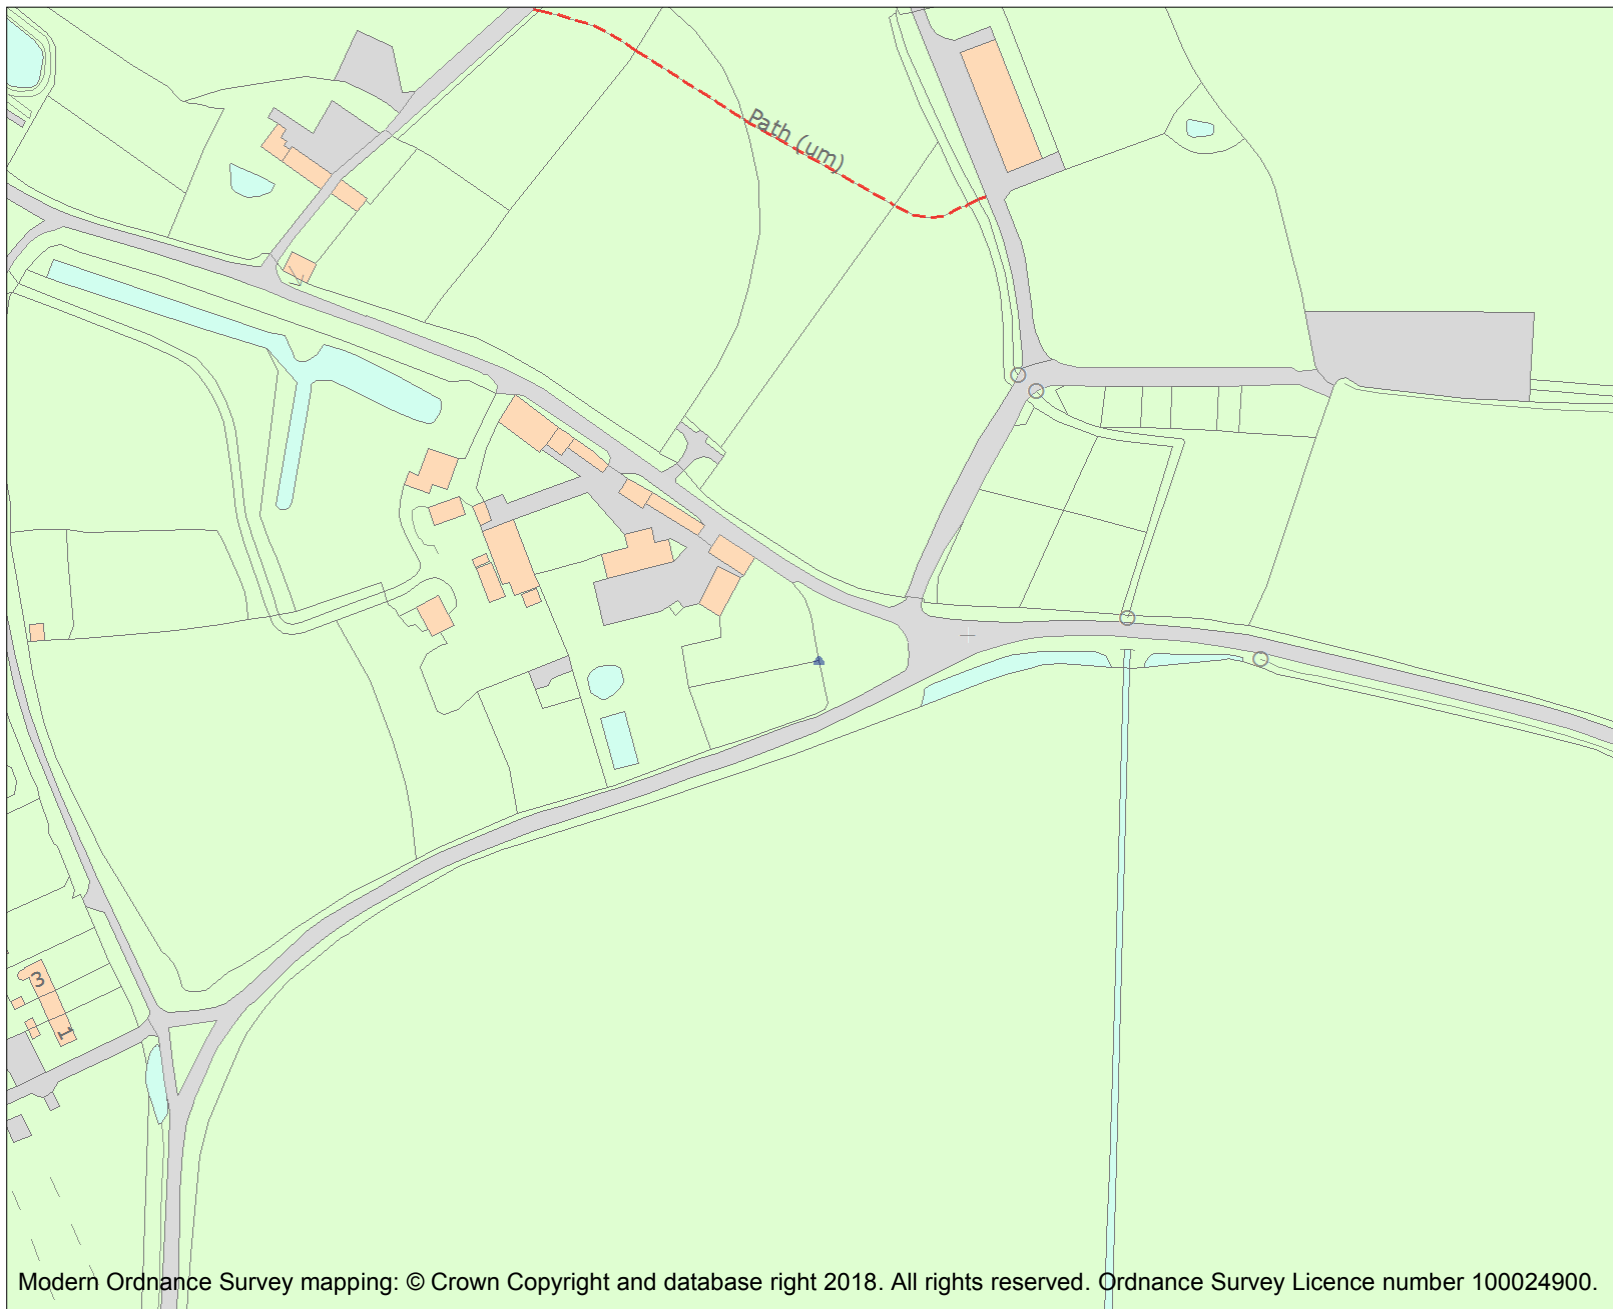 Path (um)
3
1
Modern Ordnance Survey mapping: © Crown Copyright and database right 2018. All rights reserved. Ordnance Survey Licence number 100024900.